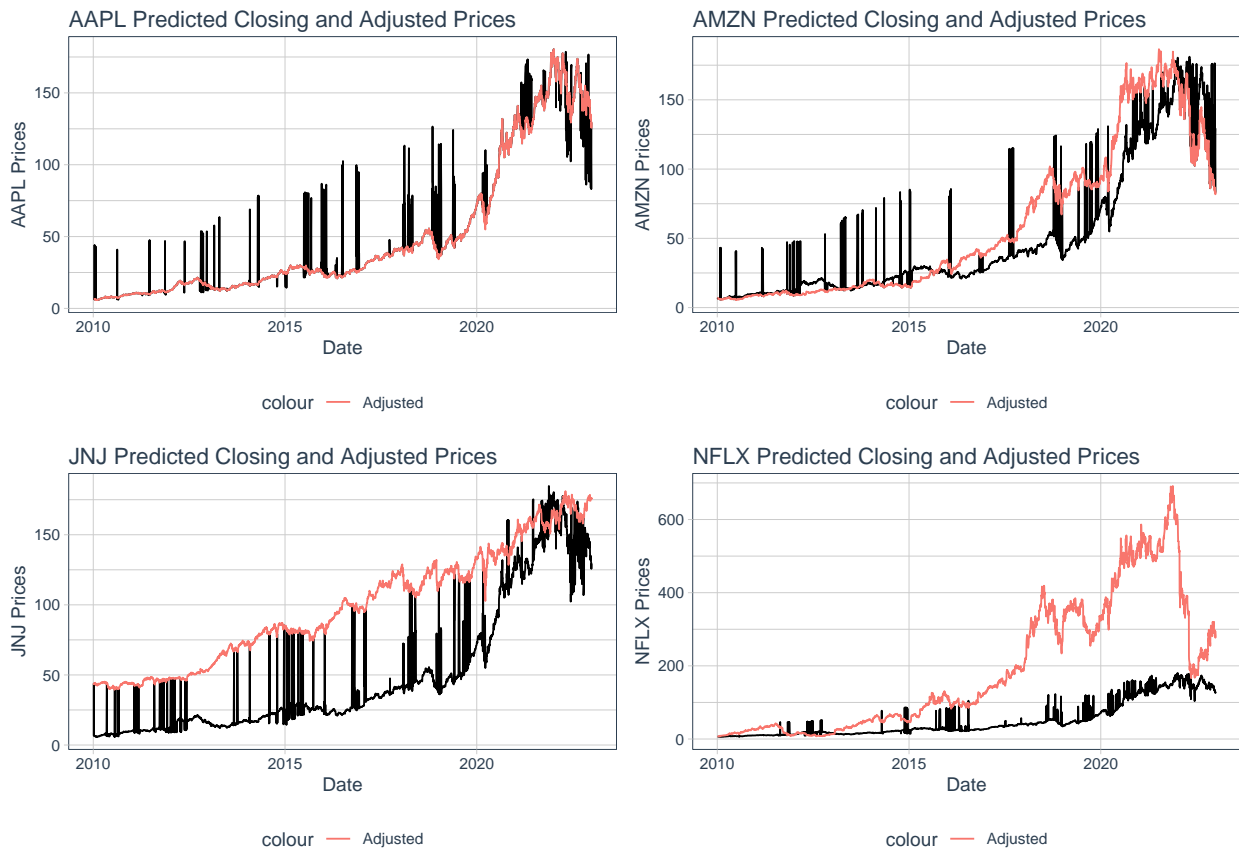 AAPL Predicted Closing and Adjusted Prices
AAPL Prices
150
100
50
0
2010
2015
2020
Date
colour
Adjusted
AMZN Predicted Closing and Adjusted Prices
AMZN Prices
150
100
50
0
2010
2015
2020
Date
colour
Adjusted
JNJ Predicted Closing and Adjusted Prices
JNJ Prices
150
100
50
0
2010
2015
2020
Date
colour
Adjusted
NFLX Predicted Closing and Adjusted Prices
NFLX Prices
600
400
200
0
2010
2015
2020
Date
colour
Adjusted